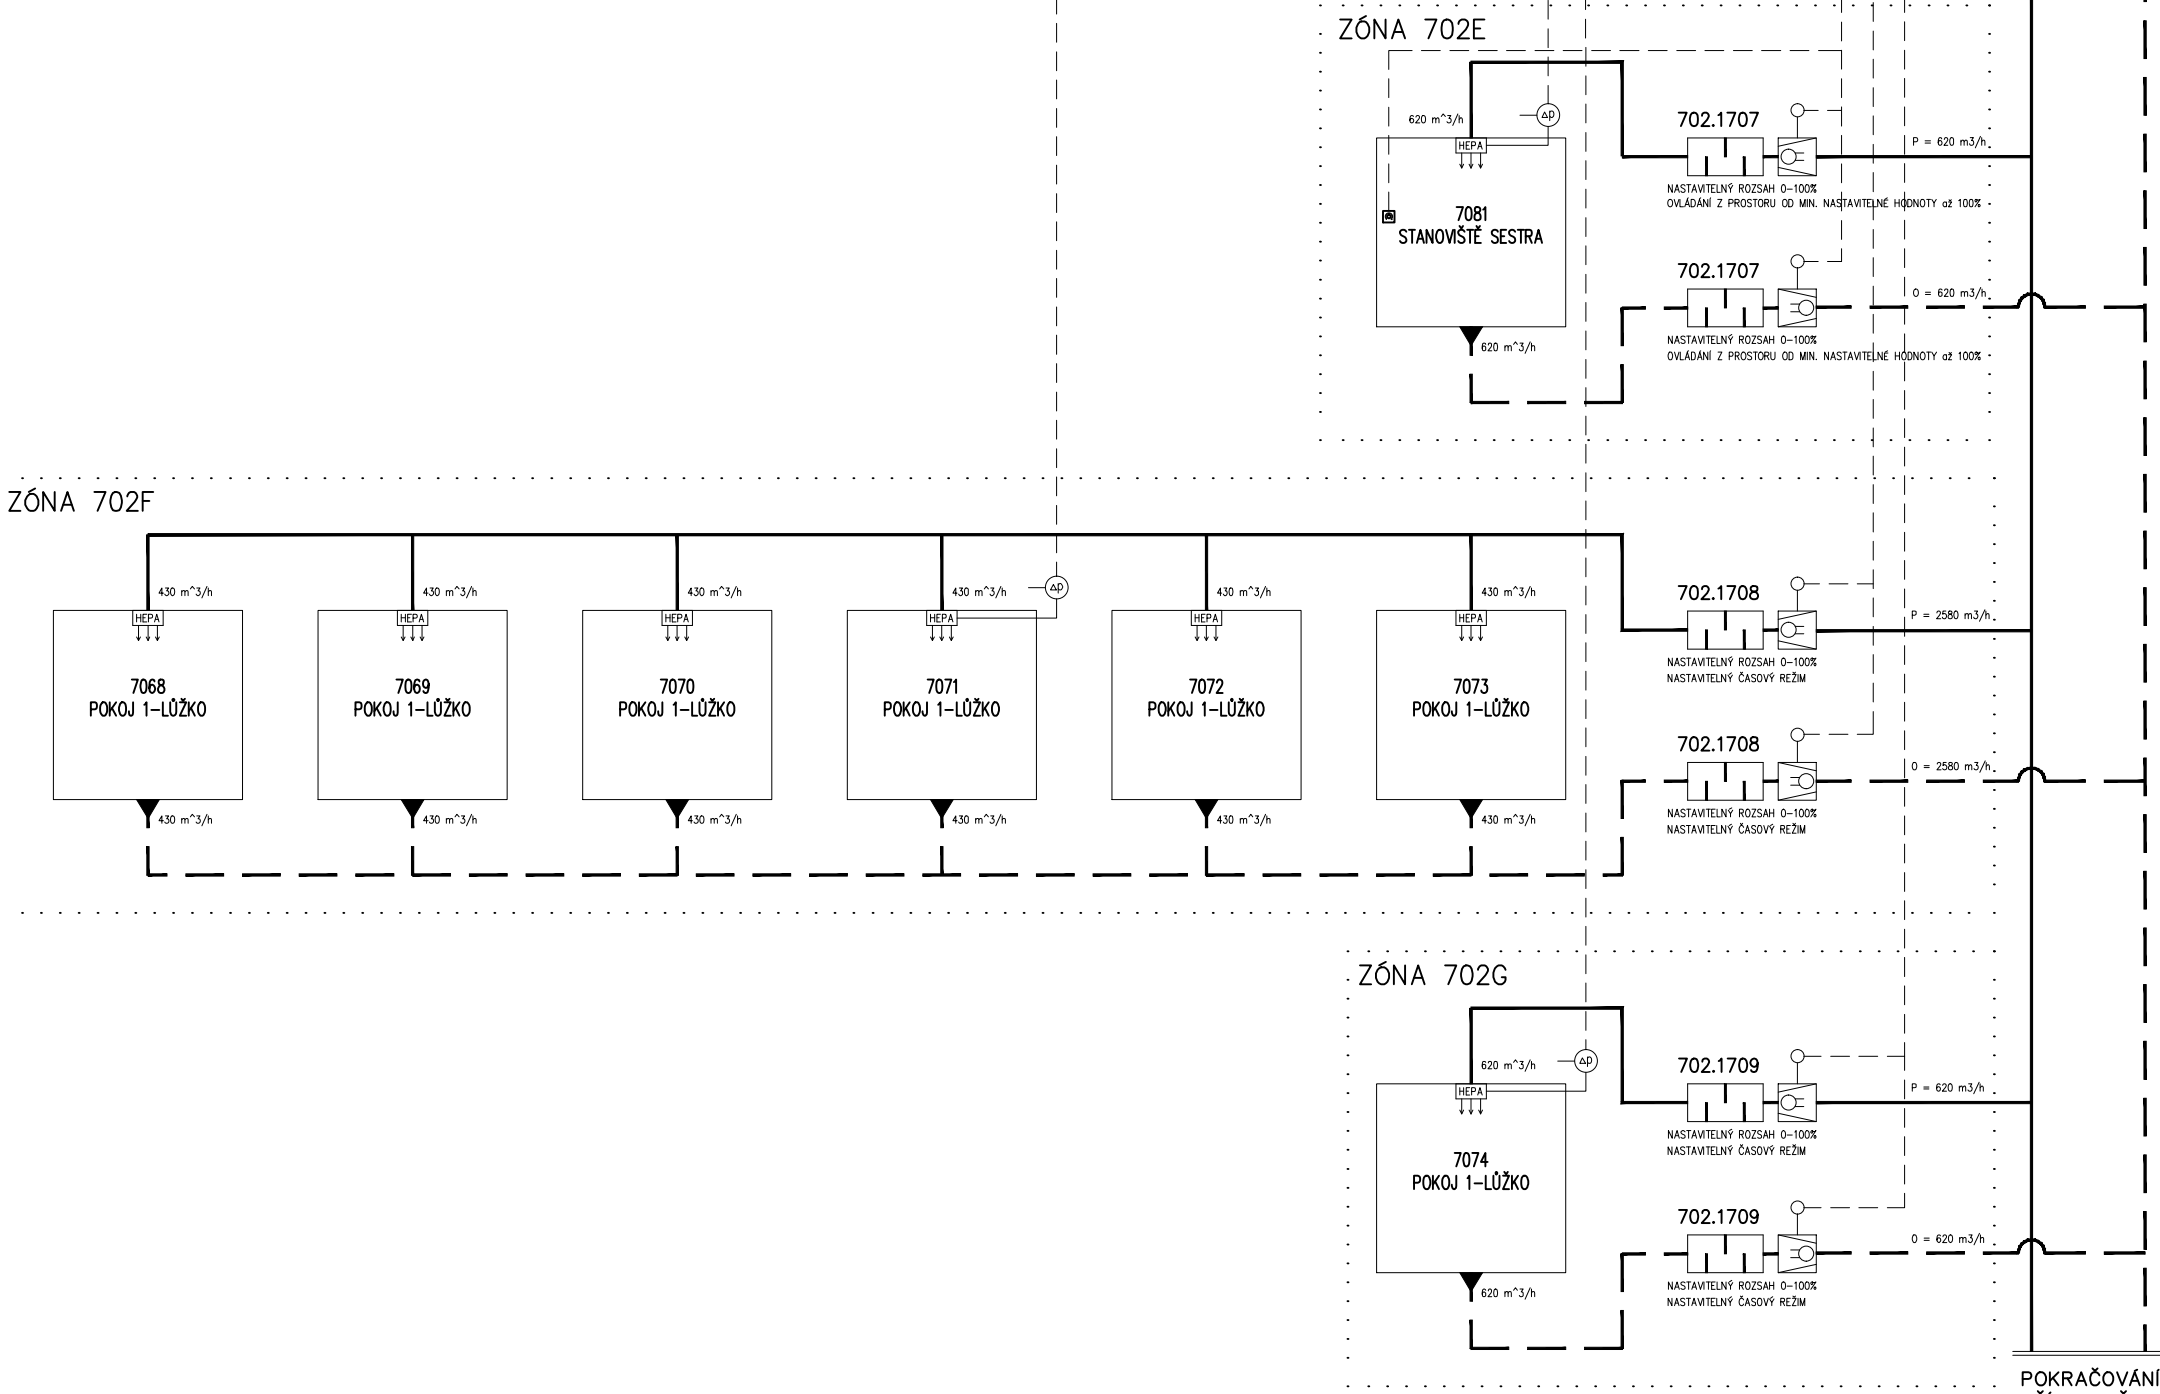 ZÓNA 702E
620 m^3/h
Δp
HEPA
7081
STANOVIŠTĚ SESTRA
620 m^3/h
702.1707
P = 620 m3/h
NASTAVITELNÝ ROZSAH 0-100%
OVLÁDÁNÍ Z PROSTORU OD MIN. NASTAVITELNÉ HODNOTY až 100%
702.1707
O = 620 m3/h
NASTAVITELNÝ ROZSAH 0-100%
OVLÁDÁNÍ Z PROSTORU OD MIN. NASTAVITELNÉ HODNOTY až 100%
ZÓNA 702F
430 m^3/h
HEPA
7068
POKOJ 1-LŮŽKO
430 m^3/h
430 m^3/h
HEPA
7069
POKOJ 1-LŮŽKO
430 m^3/h
430 m^3/h
HEPA
7070
POKOJ 1-LŮŽKO
430 m^3/h
430 m^3/h
Δp
HEPA
7071
POKOJ 1-LŮŽKO
430 m^3/h
430 m^3/h
HEPA
7072
POKOJ 1-LŮŽKO
430 m^3/h
430 m^3/h
HEPA
7073
POKOJ 1-LŮŽKO
430 m^3/h
702.1708
P = 2580 m3/h
NASTAVITELNÝ ROZSAH 0-100%
NASTAVITELNÝ ČASOVÝ REŽIM
702.1708
O = 2580 m3/h
NASTAVITELNÝ ROZSAH 0-100%
NASTAVITELNÝ ČASOVÝ REŽIM
ZÓNA 702G
620 m^3/h
Δp
HEPA
7074
POKOJ 1-LŮŽKO
620 m^3/h
702.1709
P = 620 m3/h
NASTAVITELNÝ ROZSAH 0-100%
NASTAVITELNÝ ČASOVÝ REŽIM
702.1709
O = 620 m3/h
NASTAVITELNÝ ROZSAH 0-100%
NASTAVITELNÝ ČASOVÝ REŽIM
POKRAČOVÁNÍ